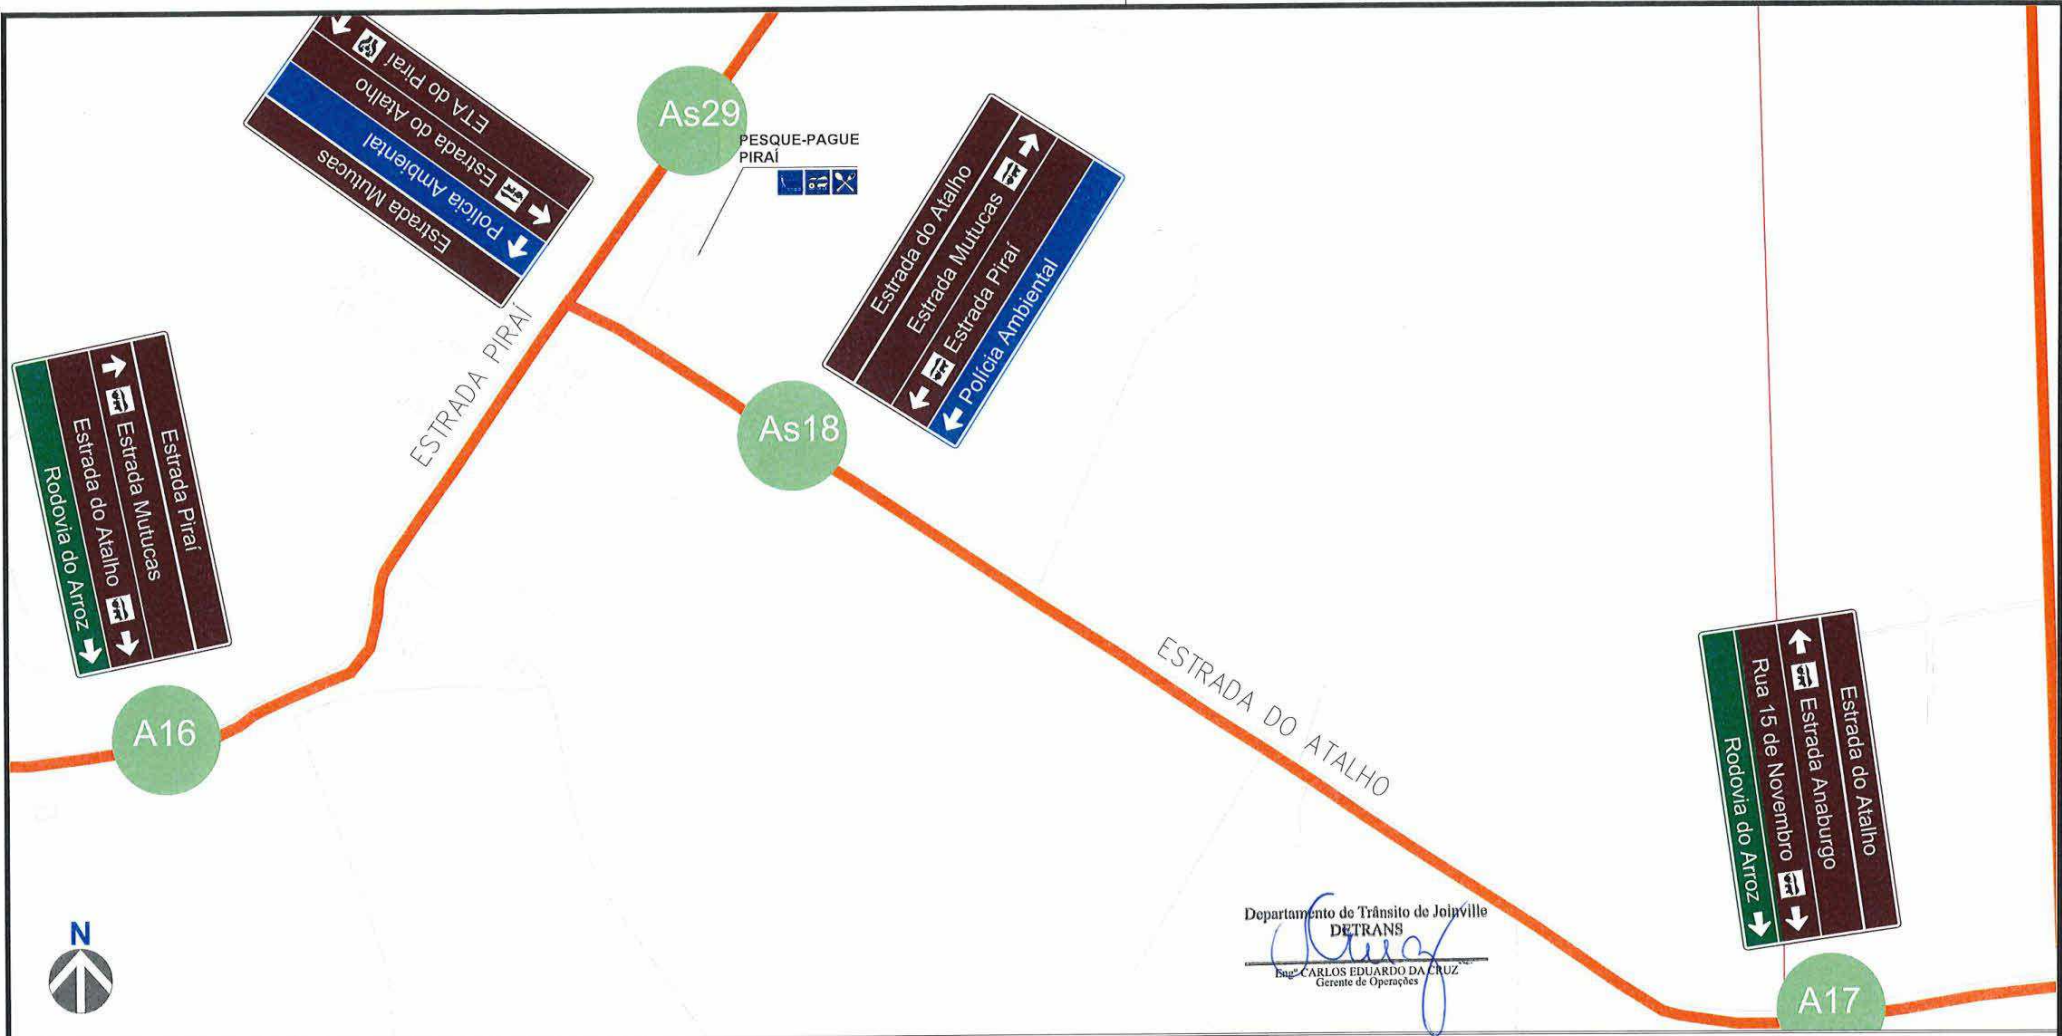 ETA do Piraí
Estrada do Atalho
Polícia Ambiental
Estrada Mutucas
As29
PESQUE-PAGUE
PIRAÍ
Estrada do Atalho
Estrada Mutucas
Estrada Piraí
Polícia Ambiental
ESTRADA PIRAÍ
Estrada Piraí
Estrada Mutucas
Estrada do Atalho
Rodovia do Arroz
As18
A16
ESTRADA DO ATALHO
Estrada do Atalho
Estrada Anaburgo
Rua 15 de Novembro
Rodovia do Arroz
N
Departamento de Trânsito de Joinville
DETRANS
Engº CARLOS EDUARDO DA CRUZ
Gerente de Operações
A17